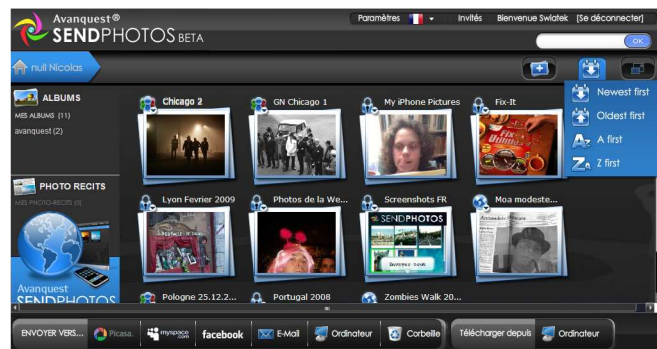 Avanquest®
SENDPHOTOS BETA
Paramètres
Invités
Bienvenue Swiatek
[Se déconnecter]
OK
null Nicolas
Newest first
Oldest first
A first
Z first
ALBUMS
MES ALBUMS (11)
avanquest (2)
PHOTO RECITS
MES PHOTO-RECITS (0)
Avanquest
SENDPHOTOS
Chicago 2
GN Chicago 1
My iPhone Pictures
Fix-It
Lyon Fevrier 2009
Photos de la We...
Screenshots FR
Moa modeste...
SENDPHOTOS
Envoyez vous
Pologne 25.12.2...
Portugal 2008
Zombies Walk 20...
ENVOYER VERS...
Picasa.
myspace.com
facebook
E-Mail
Ordinateur
Corbeille
Télécharger depuis
Ordinateur